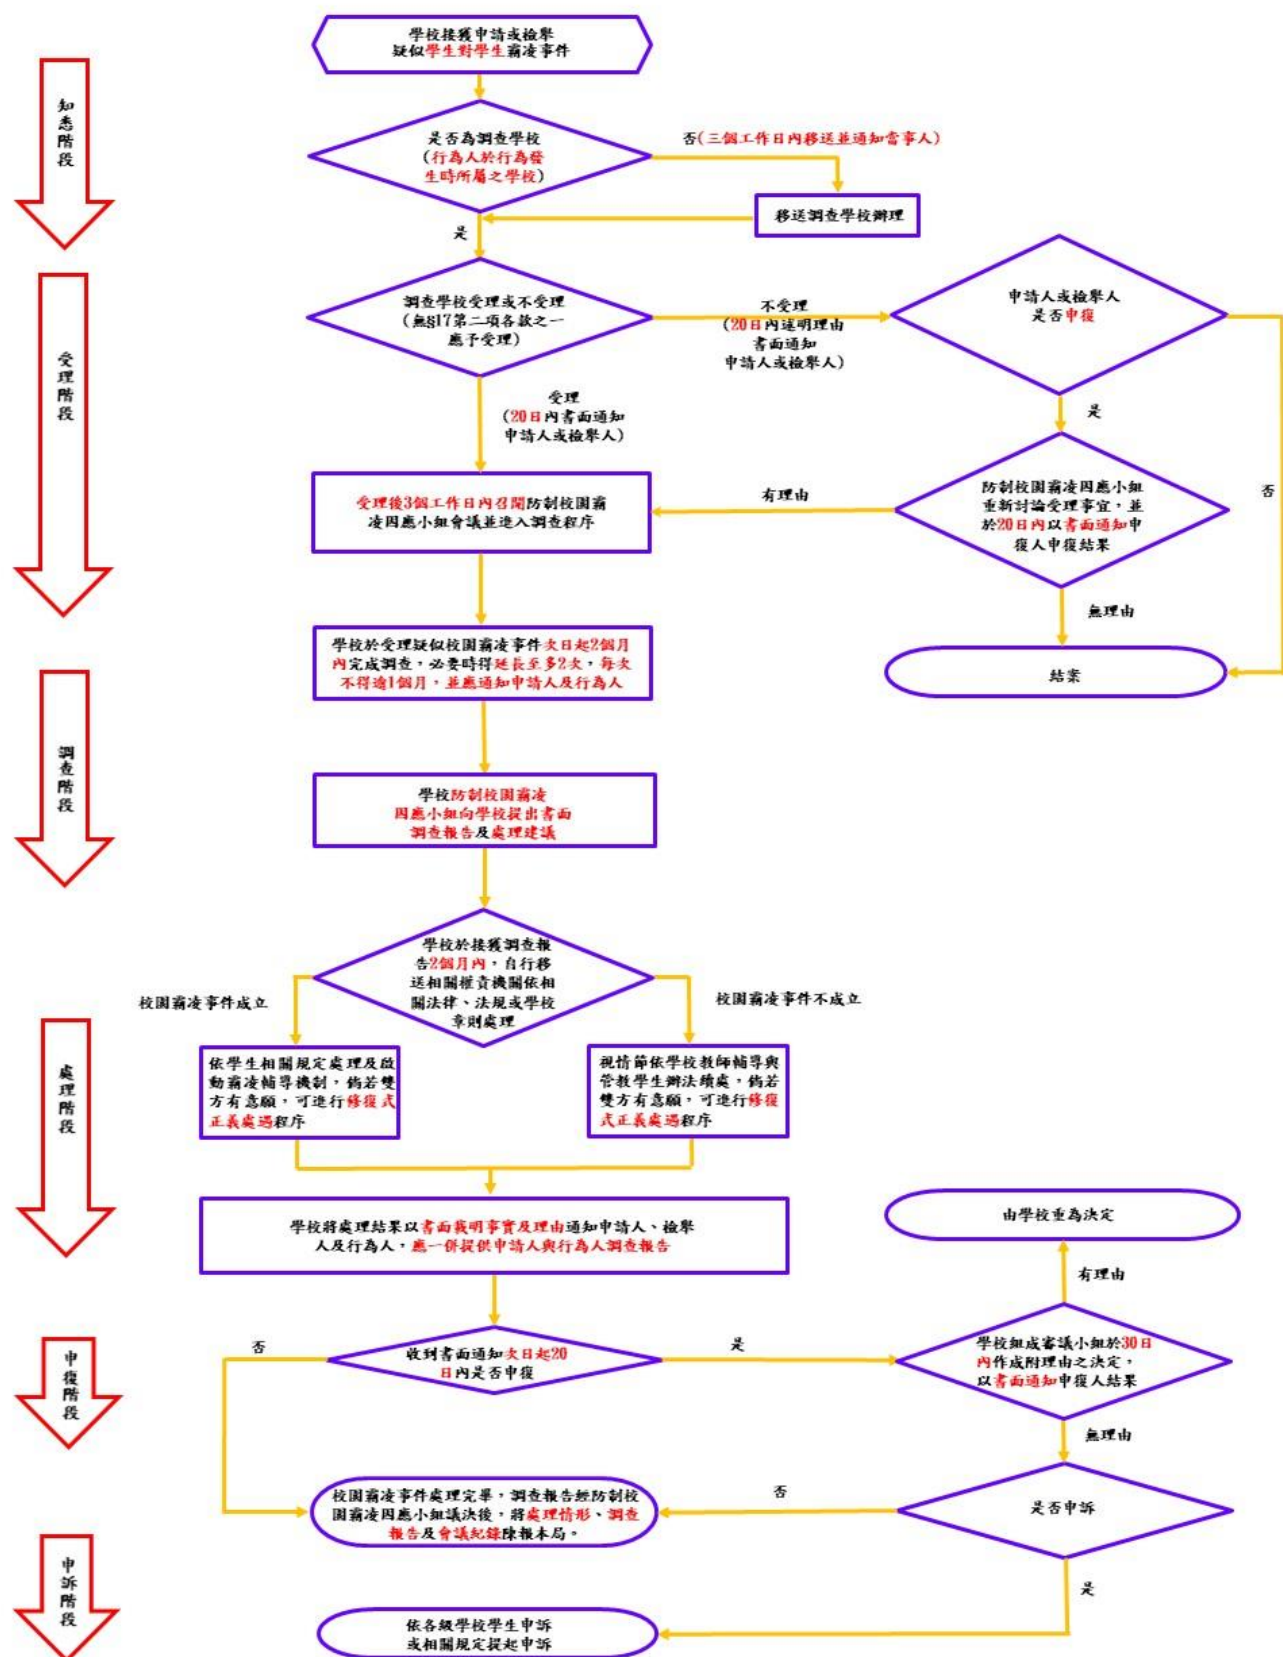 學校接獲申請或檢舉
疑似學生對學生霸凌事件
知悉階段
是否為調查學校
(行為人於行為發
生時所屬之學校)
否(三個工作日內移送並通知當事人)
移送調查學校辦理
是
受理階段
調查學校受理或不受理
(無§17第二項各款之一
應予受理)
不受理
(20日內述明理由
書面通知
申請人或檢舉人)
申請人或檢舉人
是否申復
受理
(20日內書面通知
申請人或檢舉人)
是
否
受理後3個工作日內召開防制校園霸
凌因應小組會議並進入調查程序
有理由
防制校園霸凌因應小組
重新討論受理事宜，並
於20日內以書面通知申
復人申復結果
無理由
結案
學校於受理疑似校園霸凌事件次日起2個月
內完成調查，必要時得延長至多2次，每次
不得逾1個月，並應通知申請人及行為人
調查階段
學校防制校園霸凌
因應小組向學校提出書面
調查報告及處理建議
學校於接獲調查報
告2個月內，自行移
送相關權責機關依相
關法律、法規或學校
章則處理
校園霸凌事件成立
校園霸凌事件不成立
處理階段
依學生相關規定處理及啟
動霸凌輔導機制，倘若雙
方有意願，可進行修復式
正義處遇程序
視情節依學校教師輔導與
管教學生辦法續處，倘若
雙方有意願，可進行修復
式正義處遇程序
學校將處理結果以書面載明事實及理由通知申請人、檢舉
人及行為人，應一併提供申請人與行為人調查報告
由學校重為決定
有理由
申復階段
收到書面通知次日起20
日內是否申復
否
是
學校組成審議小組於30日
內作成附理由之決定，
以書面通知申復人結果
無理由
校園霸凌事件處理完畢，調查報告經防制校
園霸凌因應小組議決後，將處理情形、調查
報告及會議紀錄陳報本局。
否
是否申訴
是
申訴階段
依各級學校學生申訴
或相關規定提起申訴